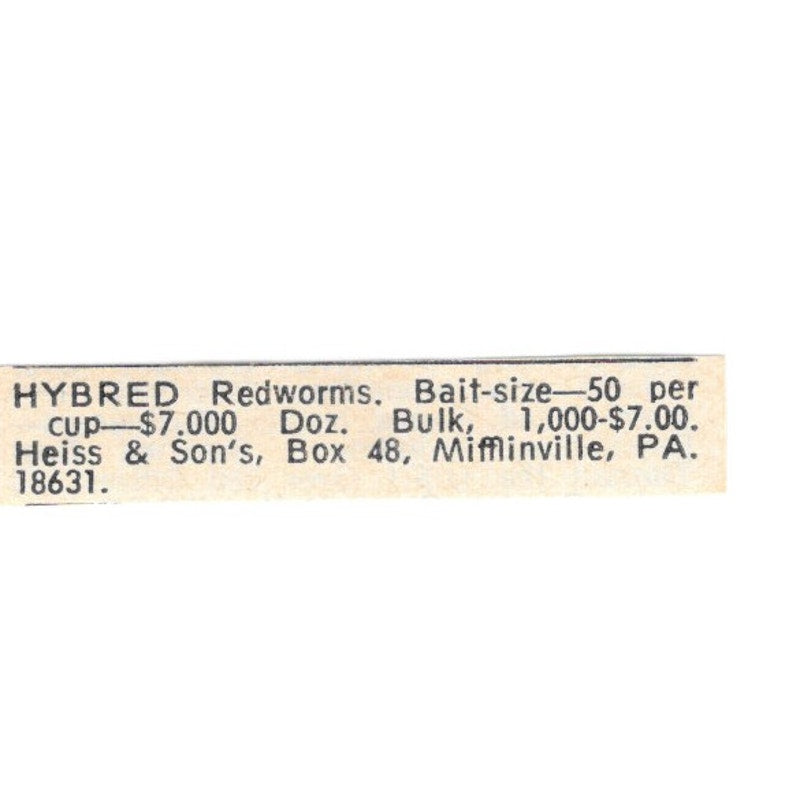 HYBRED Redworms. Bait-size—50 per
cup—$7.000 Doz. Bulk, 1,000-$7.00.
Heiss & Son's, Box 48, Mifflinville, PA.
18631.